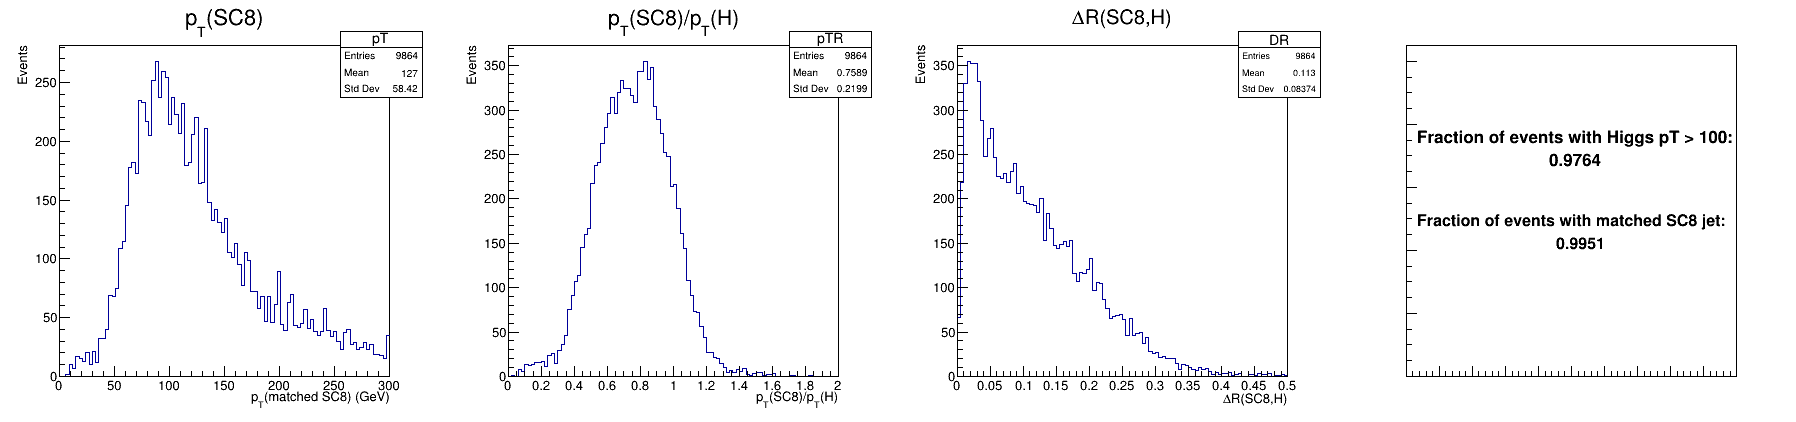 p_T(SC8)
Events
pT
Entries 9864
Mean 127
Std Dev 58.42
250
200
150
100
50
0
0 50 100 150 200 250 300
p_T(matched SC8) (GeV)
p_T(SC8)/p_T(H)
Events
pTR
Entries 9864
Mean 0.7589
Std Dev 0.2199
350
300
250
200
150
100
50
0
0 0.2 0.4 0.6 0.8 1 1.2 1.4 1.6 1.8 2
p_T(SC8)/p_T(H)
ΔR(SC8,H)
Events
DR
Entries 9864
Mean 0.113
Std Dev 0.08374
350
300
250
200
150
100
50
0
0 0.05 0.1 0.15 0.2 0.25 0.3 0.35 0.4 0.45 0.5
ΔR(SC8,H)
Fraction of events with Higgs pT > 100:
0.9764
Fraction of events with matched SC8 jet:
0.9951